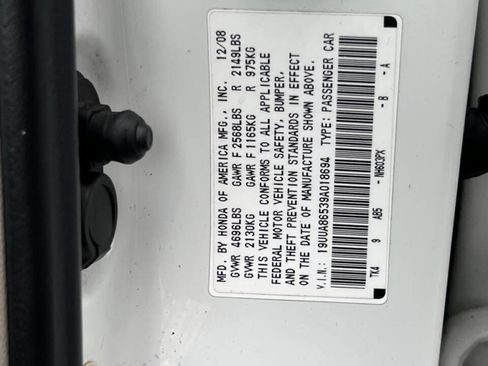 MFD. BY HONDA OF AMERICA MFG., INC. 12/08
GVWR 4696LBS GAWR F 2568LBS R 2149LBS
GVWR 2130KG GAWR F 1165KG R 975KG
THIS VEHICLE CONFORMS TO ALL APPLICABLE
FEDERAL MOTOR VEHICLE SAFETY, BUMPER,
AND THEFT PREVENTION STANDARDS IN EFFECT
ON THE DATE OF MANUFACTURE SHOWN ABOVE.
V.I.N.: 19UUA86539A018694 TYPE: PASSENGER CAR
TK4 9 AB5 - NH603PX - B - A